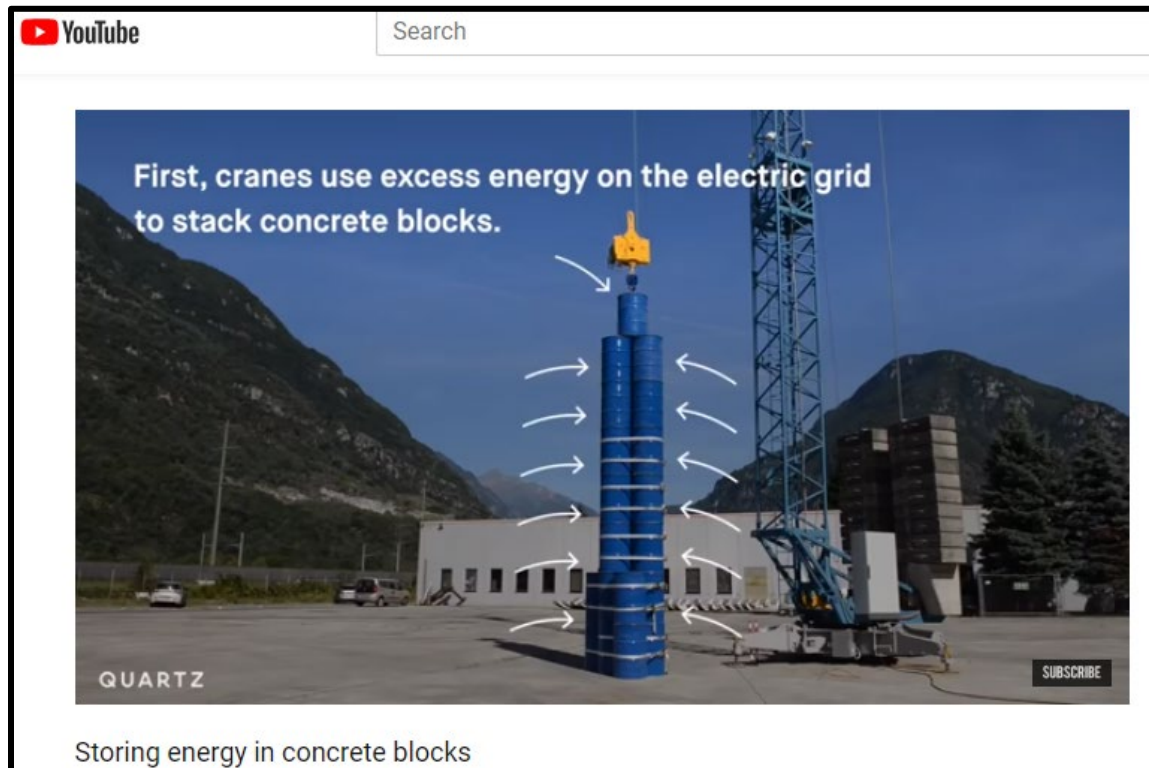 YouTube
Search
First, cranes use excess energy on the electric grid
to stack concrete blocks.
QUARTZ
SUBSCRIBE
Storing energy in concrete blocks